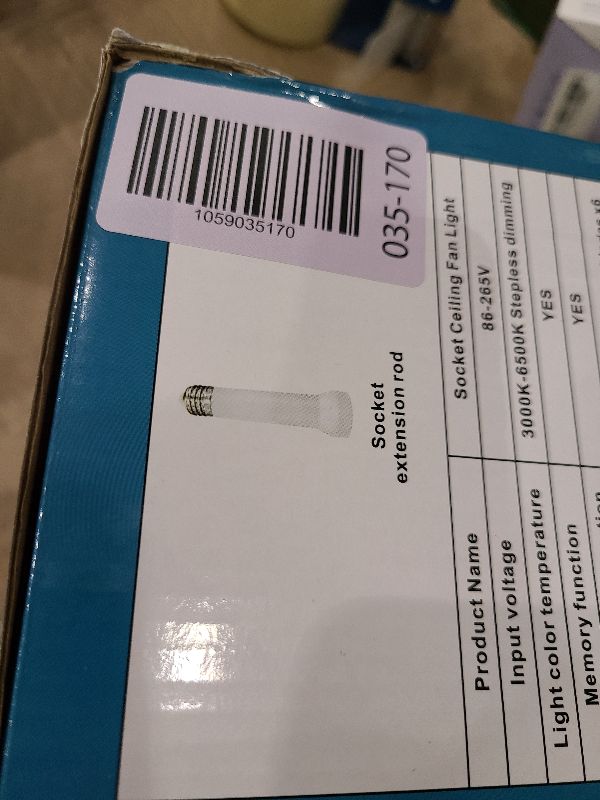 1059035170
035-170
Socket
extension rod
Product Name Socket Ceiling Fan Light
Input voltage 86-265V
Light color temperature 3000K-6500K Stepless dimming
Memory function YES
YES